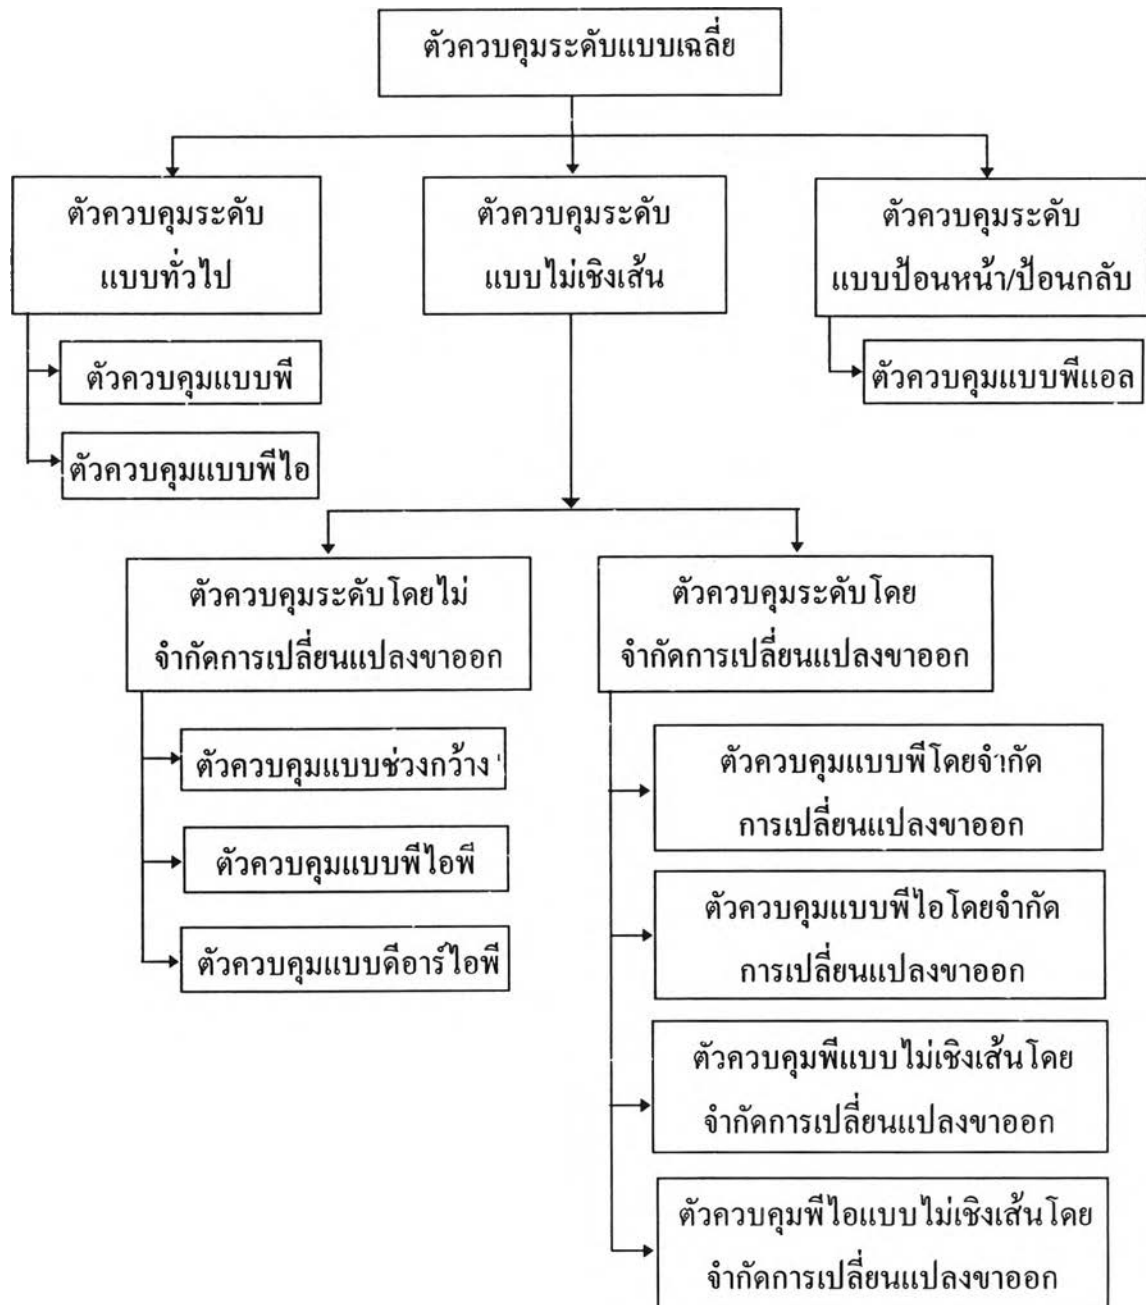 ตัวควบคุมระดับแบบเฉลี่ย
ตัวควบคุมระดับ
แบบทั่วไป
ตัวควบคุมแบบพี
ตัวควบคุมแบบพีไอ
ตัวควบคุมระดับ
แบบไม่เชิงเส้น
ตัวควบคุมระดับ
แบบป้อนหน้า/ป้อนกลับ
ตัวควบคุมแบบพีแอล
ตัวควบคุมระดับโดยไม่
จำกัดการเปลี่ยนแปลงขาออก
ตัวควบคุมแบบช่วงกว้าง
ตัวควบคุมแบบพีไอพี
ตัวควบคุมแบบดีอาร์ไอพี
ตัวควบคุมระดับโดย
จำกัดการเปลี่ยนแปลงขาออก
ตัวควบคุมแบบพีโดยจำกัด
การเปลี่ยนแปลงขาออก
ตัวควบคุมแบบพีไอโดยจำกัด
การเปลี่ยนแปลงขาออก
ตัวควบคุมพีแบบไม่เชิงเส้นโดย
จำกัดการเปลี่ยนแปลงขาออก
ตัวควบคุมพีไอแบบไม่เชิงเส้นโดย
จำกัดการเปลี่ยนแปลงขาออก